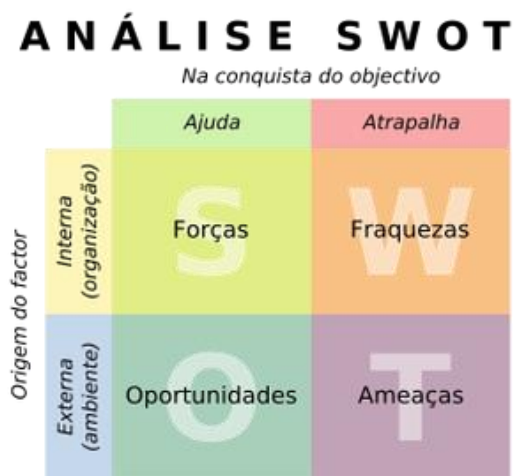 ANÁLISE SWOT
Na conquista do objectivo
Ajuda
Atrapalha
Origem do factor
Interna
(organização)
S
Forças
W
Fraquezas
Externa
(ambiente)
O
Oportunidades
T
Ameaças